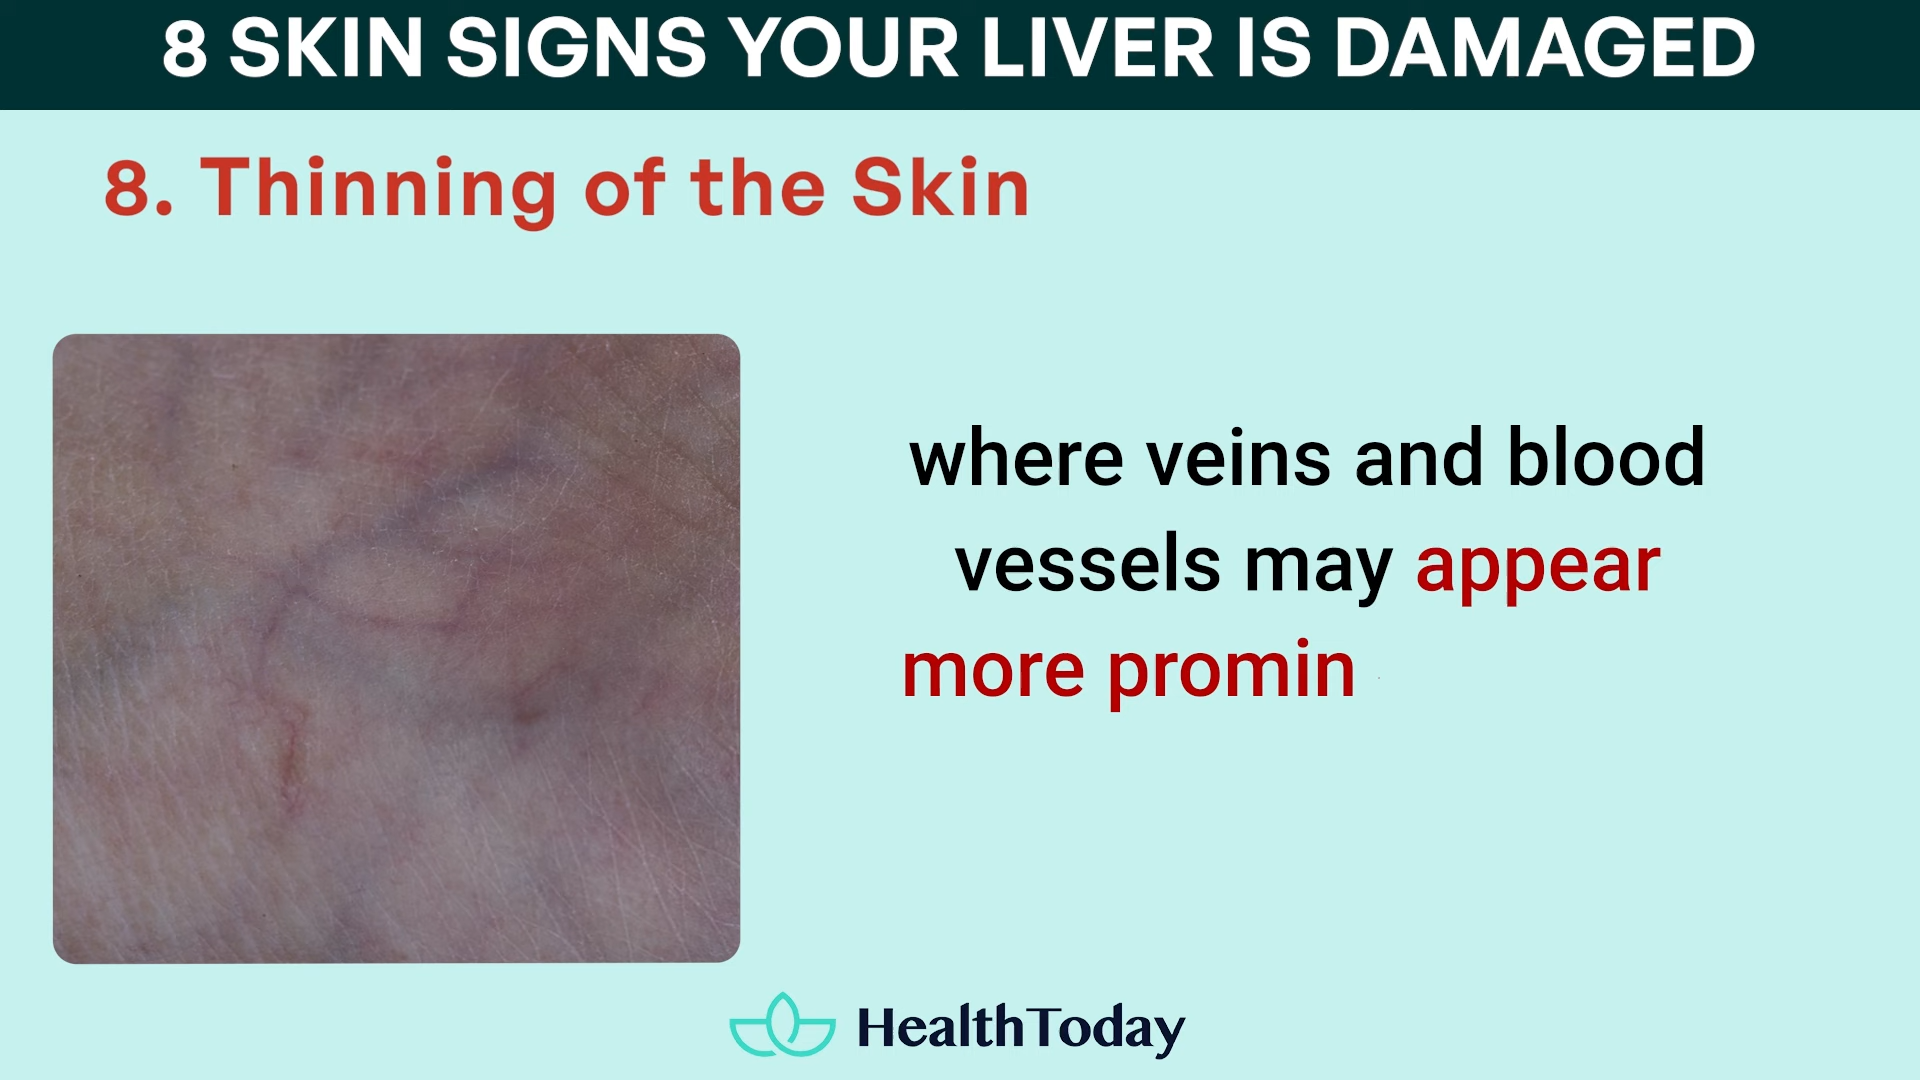 8 SKIN SIGNS YOUR LIVER IS DAMAGED
8. Thinning of the Skin
where veins and blood
vessels may appear
more promin
HealthToday